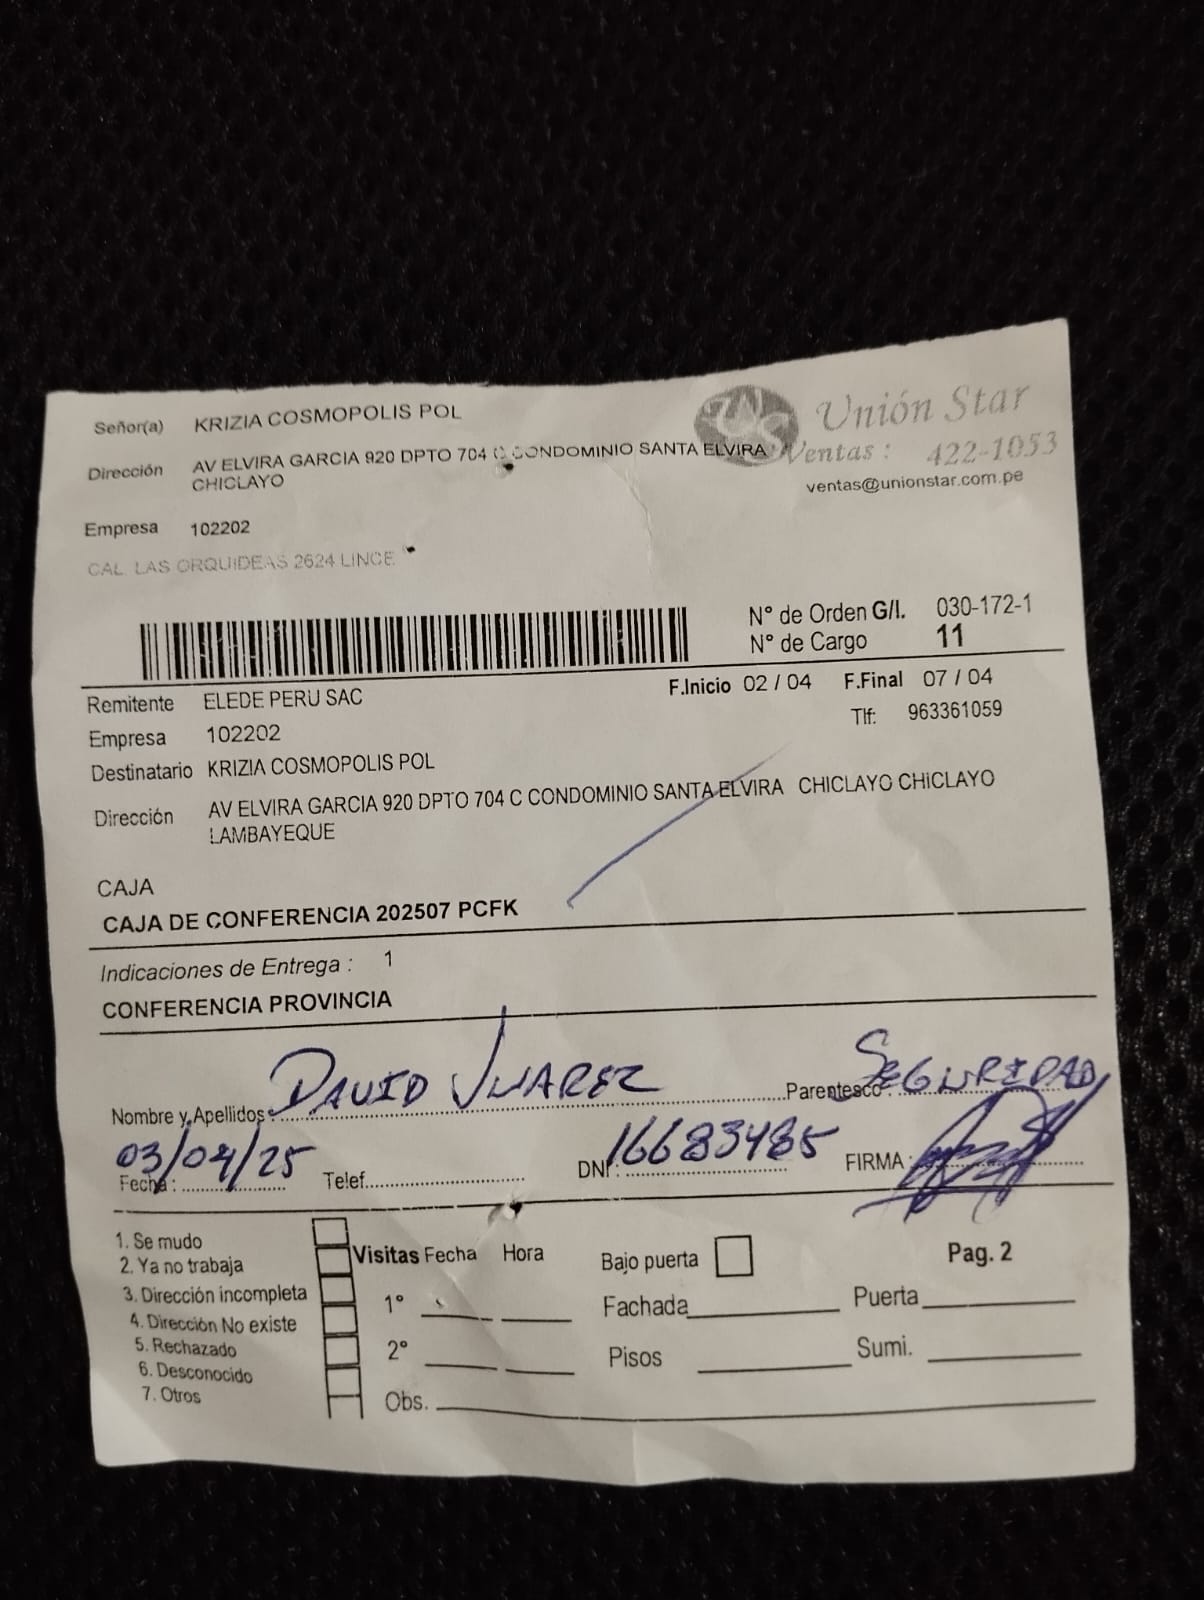 Señor(a) KRIZIA COSMOPOLIS POL
Unión Star
Dirección AV ELVIRA GARCIA 920 DPTO 704 C CONDOMINIO SANTA ELVIRA
CHICLAYO
Ventas : 422-1053
ventas@unionstar.com.pe
Empresa 102202
CAL. LAS ORQUIDEAS 2624 LINCE
N° de Orden G/I. 030-172-1
N° de Cargo 11
Remitente ELEDE PERU SAC
F.Inicio 02 / 04 F.Final 07 / 04
Empresa 102202
Tlf: 963361059
Destinatario KRIZIA COSMOPOLIS POL
Dirección AV ELVIRA GARCIA 920 DPTO 704 C CONDOMINIO SANTA ELVIRA CHICLAYO CHICLAYO
LAMBAYEQUE
CAJA
CAJA DE CONFERENCIA 202507 PCFK
Indicaciones de Entrega : 1
CONFERENCIA PROVINCIA
Nombre y Apellidos: DAVID JUAREZ Parentesco: SEGURIDAD
Fecha: 03/04/25 Telef. DNI: 16683485 FIRMA
1. Se mudo
2. Ya no trabaja
3. Dirección incompleta
4. Dirección No existe
5. Rechazado
6. Desconocido
7. Otros
Visitas Fecha Hora Bajo puerta Pag. 2
1° Fachada Puerta
2° Pisos Sumi.
Obs.